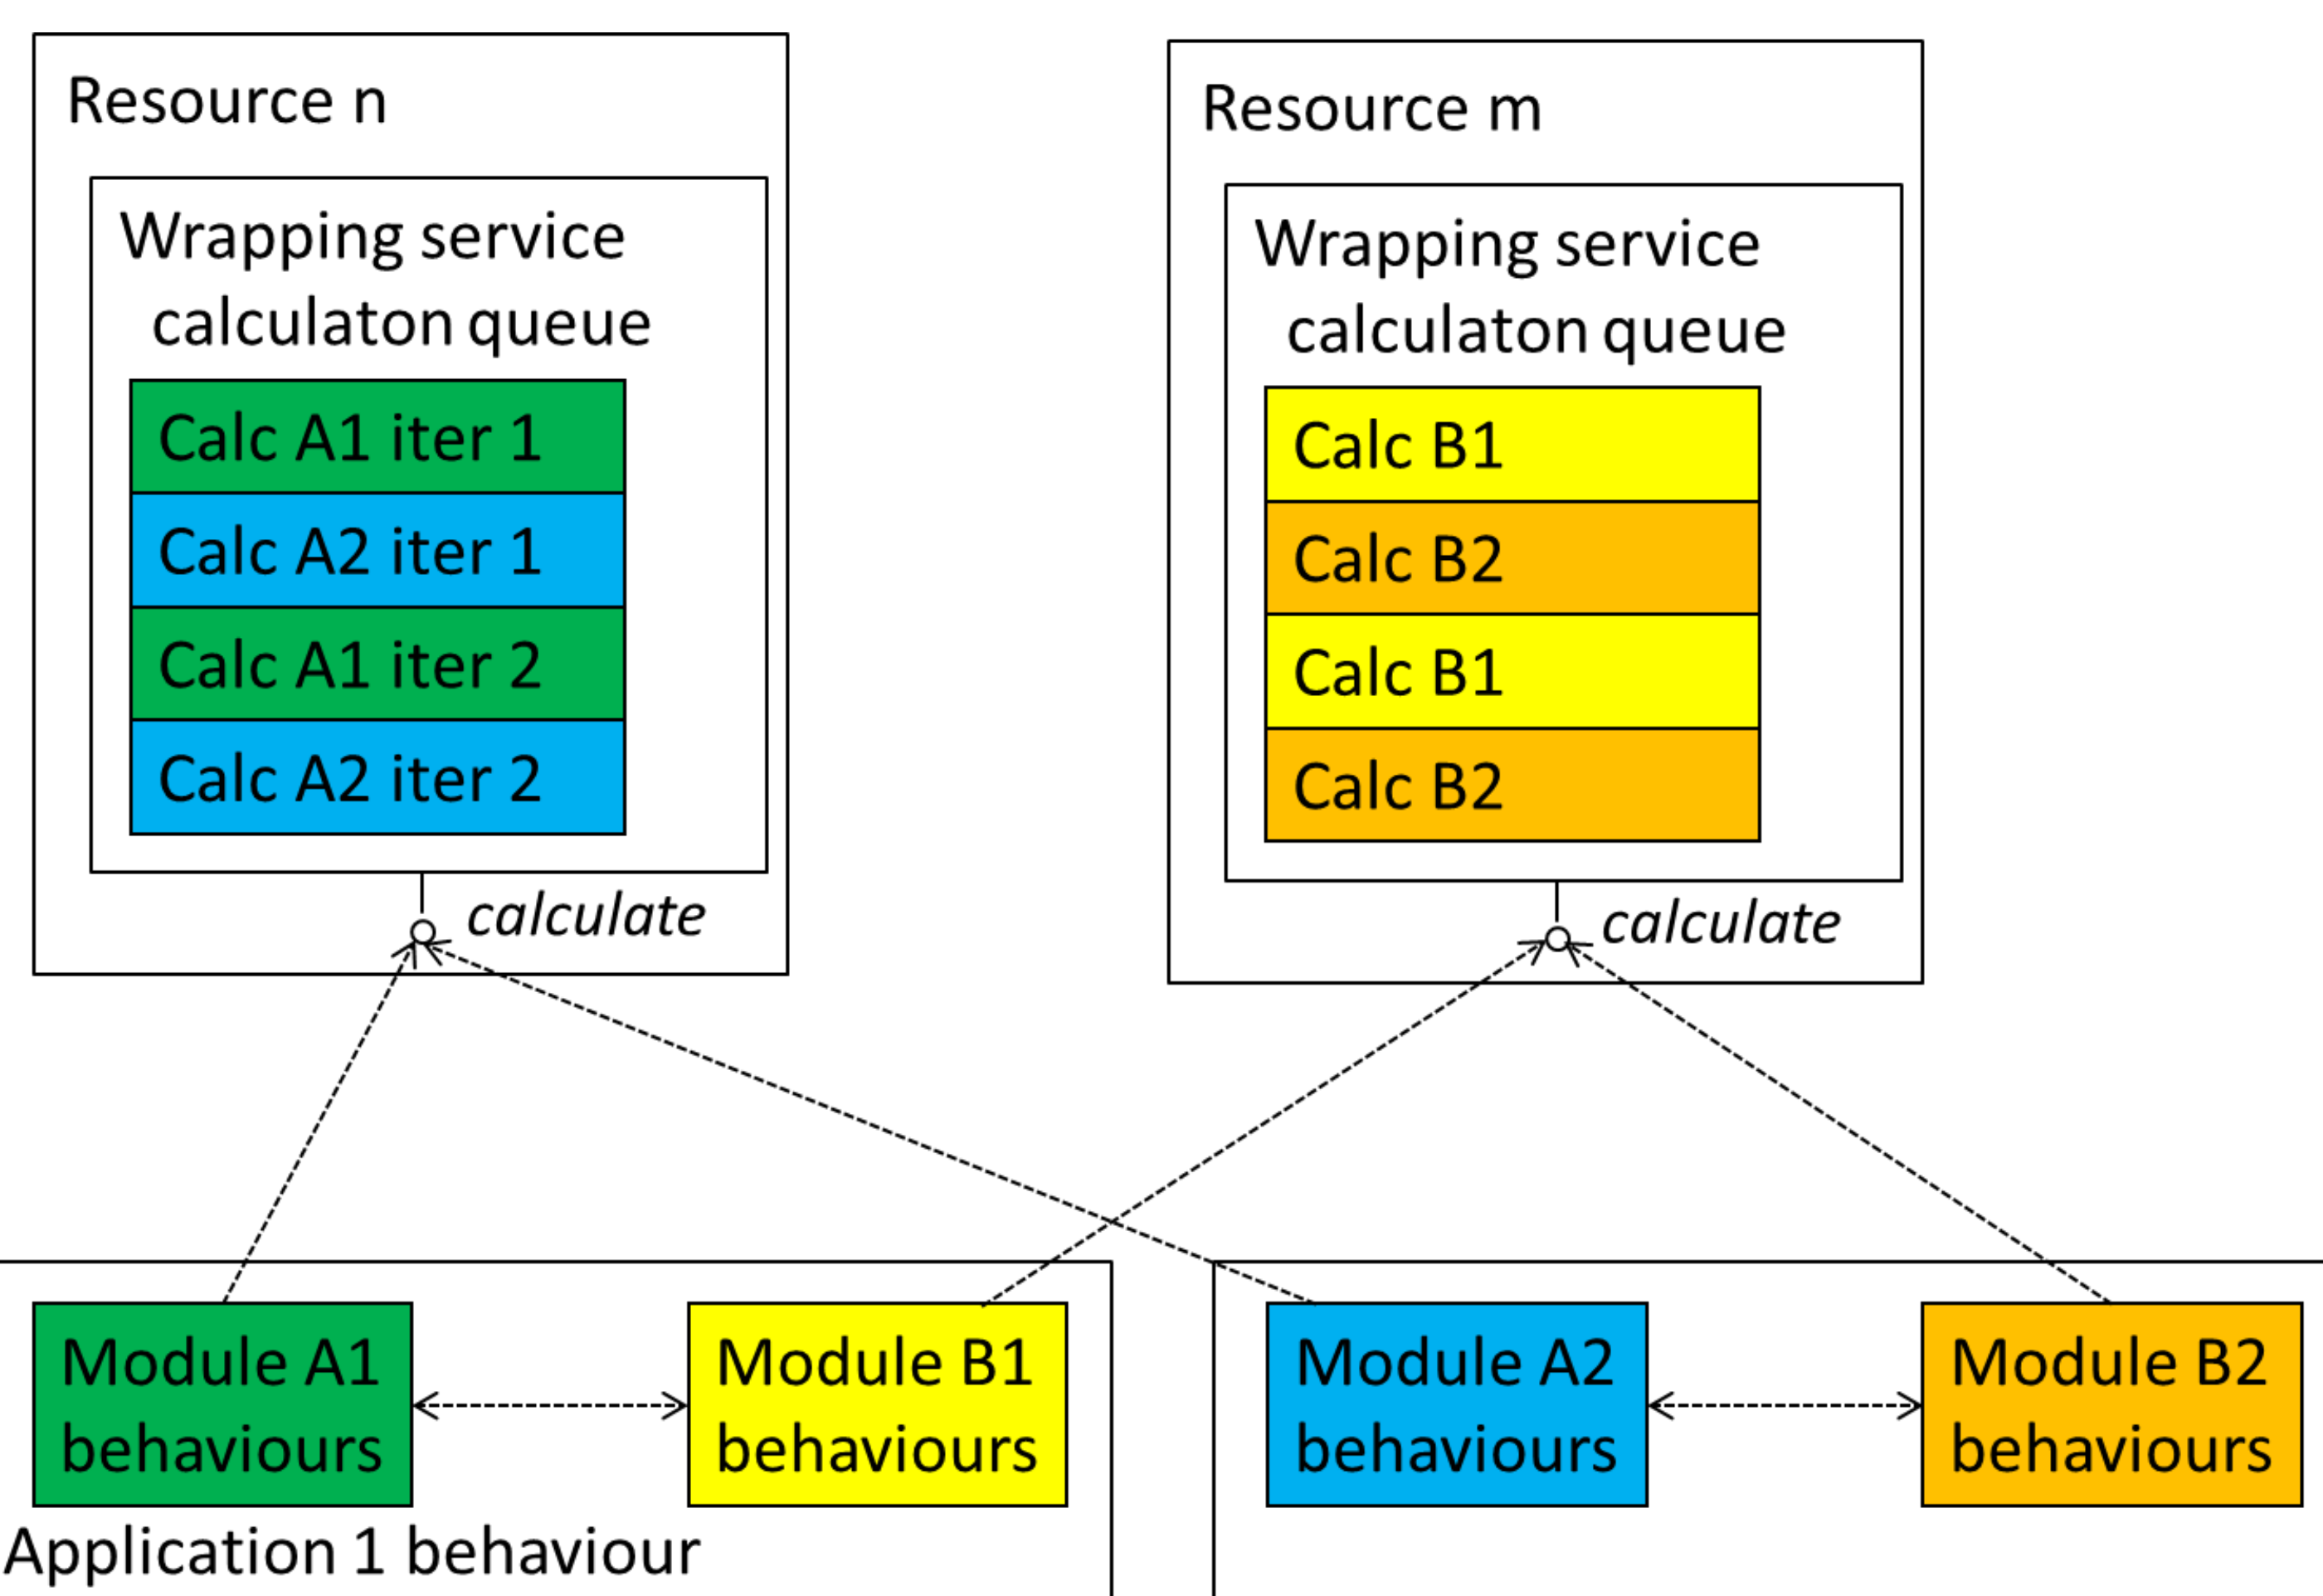 Resource n
Wrapping service
calculaton queue
Calc A1 iter 1
Calc A2 iter 1
Calc A1 iter 2
Calc A2 iter 2
calculate
Resource m
Wrapping service
calculaton queue
Calc B1
Calc B2
Calc B1
Calc B2
calculate
Module A1
behaviours
Module B1
behaviours
Application 1 behaviour
Module A2
behaviours
Module B2
behaviours